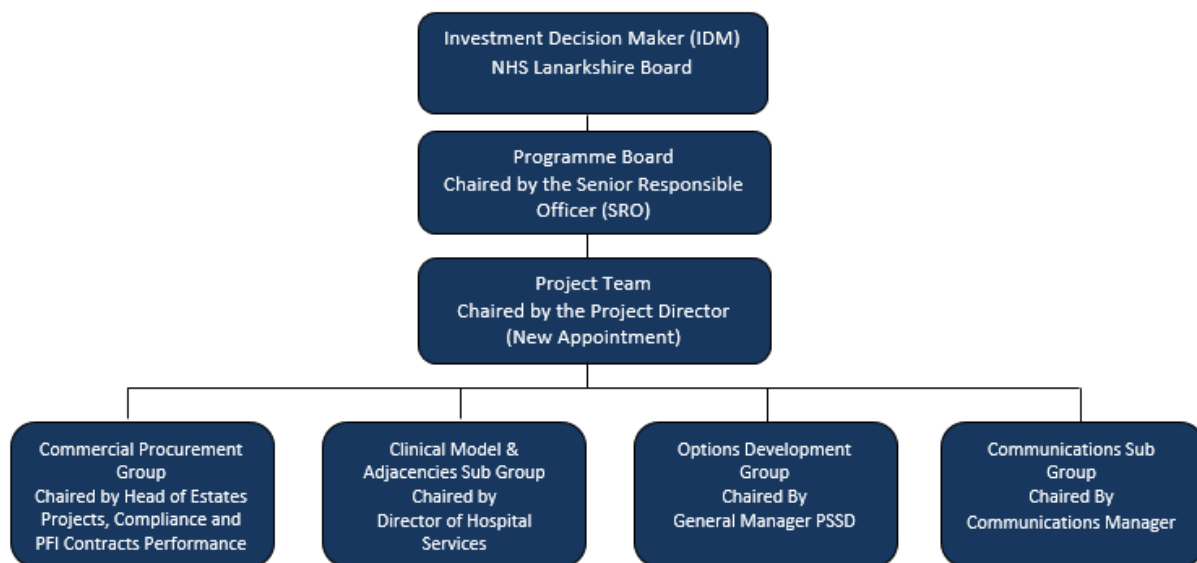 Investment Decision Maker (IDM)
NHS Lanarkshire Board
Programme Board
Chaired by the Senior Responsible
Officer (SRO)
Project Team
Chaired by the Project Director
(New Appointment)
Commercial Procurement
Group
Chaired by Head of Estates
Projects, Compliance and
PFI Contracts Performance
Clinical Model &
Adjacencies Sub Group
Chaired by
Director of Hospital
Services
Options Development
Group
Chaired By
General Manager PSSD
Communications Sub
Group
Chaired By
Communications Manager